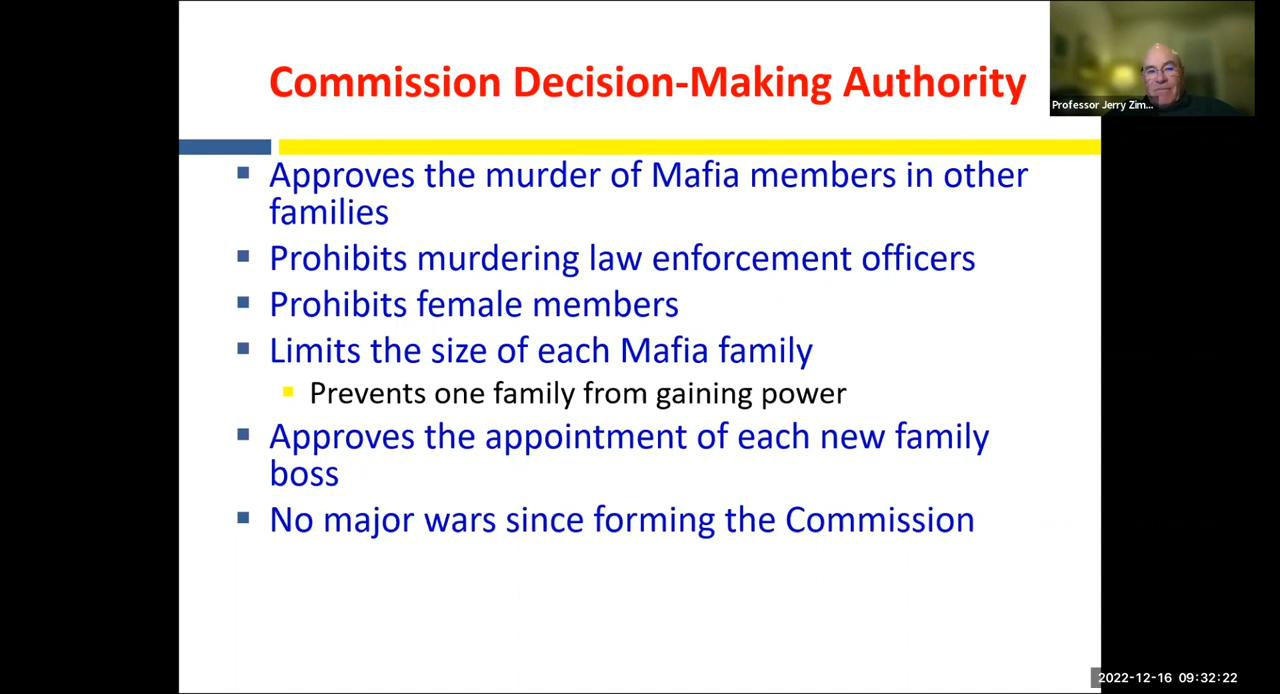 Commission Decision-Making Authority
Professor Jerry Zim...
Approves the murder of Mafia members in other
families
Prohibits murdering law enforcement officers
Prohibits female members
Limits the size of each Mafia family
Prevents one family from gaining power
Approves the appointment of each new family
boss
No major wars since forming the Commission
2022-12-16 09:32:22